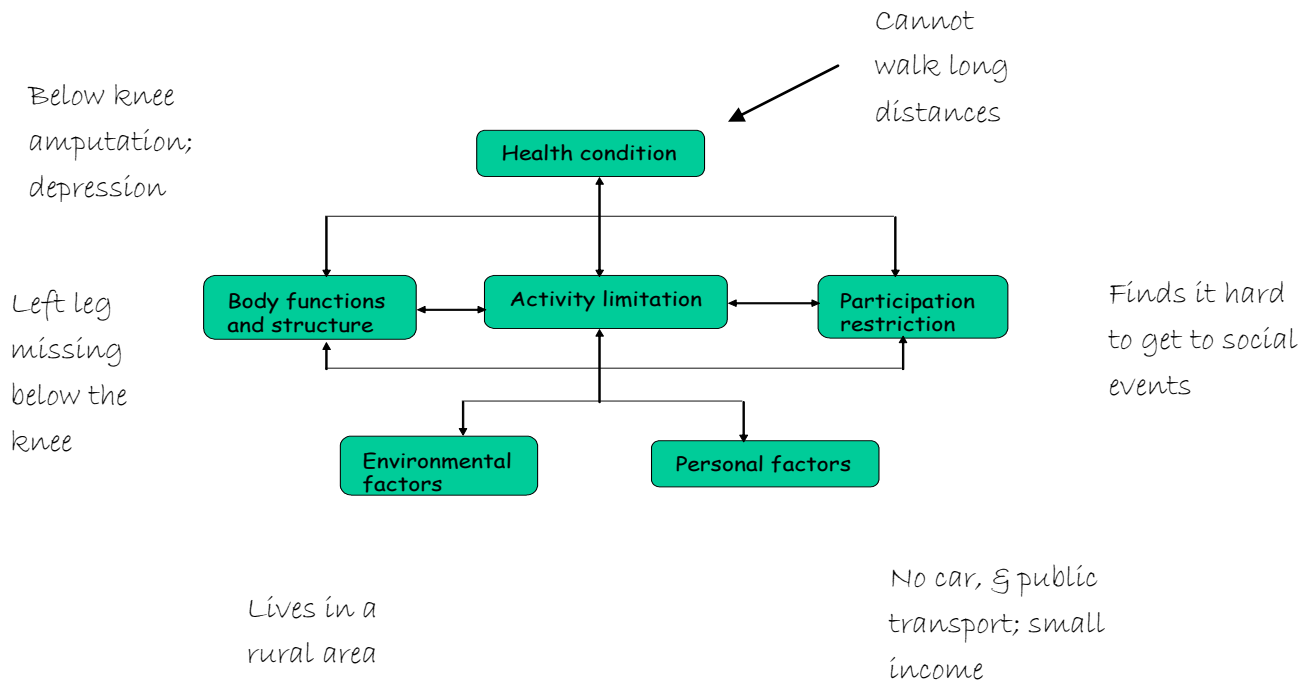 Cannot
walk long
distances
Below knee
amputation;
depression
Health condition
Left leg
missing
below the
knee
Body functions
and structure
Activity limitation
Participation
restriction
Finds it hard
to get to social
events
Environmental
factors
Personal factors
Lives in a
rural area
No car, & public
transport; small
income